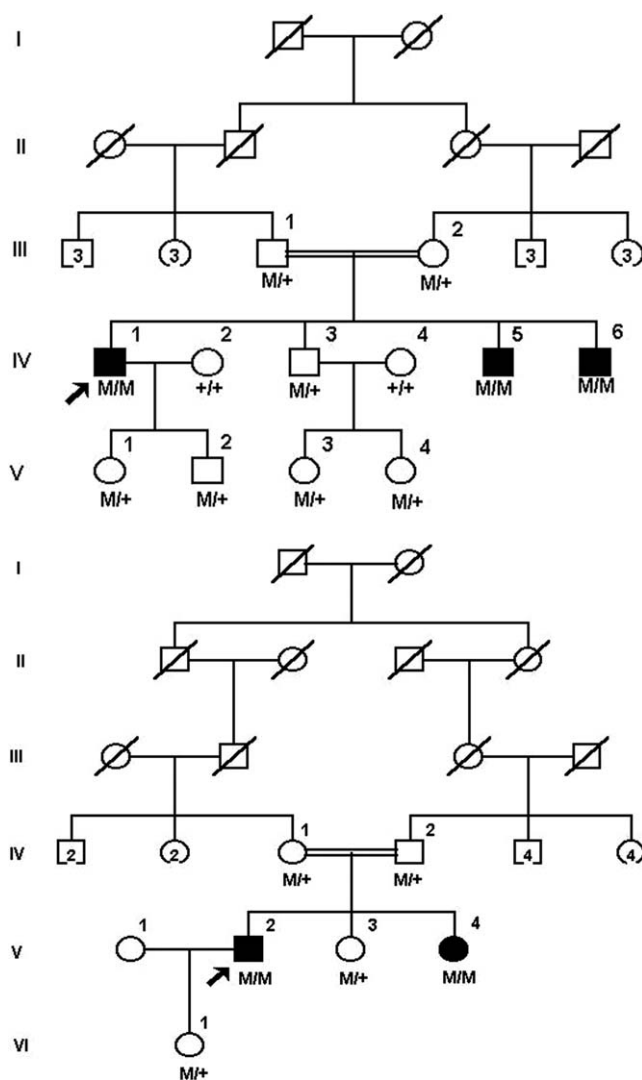 I
II
1 2
III 3 3 3 3
M/+ M/+
1 2 3 4 5 6
IV
M/M +/+ M/+ +/+ M/M M/M
1 2 3 4
V
M/+ M/+ M/+ M/+
I
II
III
1 2
IV 2 2 4 4
M/+ M/+
1 2 3 4
V
M/M M/+ M/M
1
VI
M/+